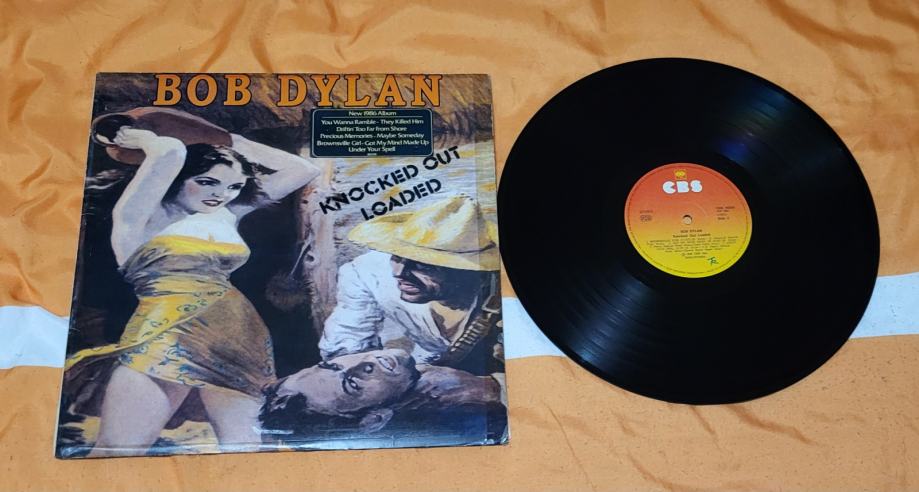 BOB DYLAN
New 1986 Album
You Wanna Ramble - They Killed Him
Driftin' Too Far From Shore
Precious Memories - Maybe Someday
Brownsville Girl - Got My Mind Made Up
Under Your Spell
KNOCKED OUT
LOADED
CBS
STEREO
BOB DYLAN
Knocked Out Loaded